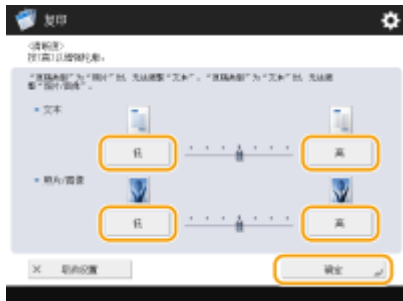 复印
<清晰度>
按[高]以增强轮廓。
"原稿类型"为"照片"时，无法调整"文本"。"原稿类型"为"文本"时，无法调
整"照片/图像"。
文本
低
高
照片/图像
低
高
取消设置
确定